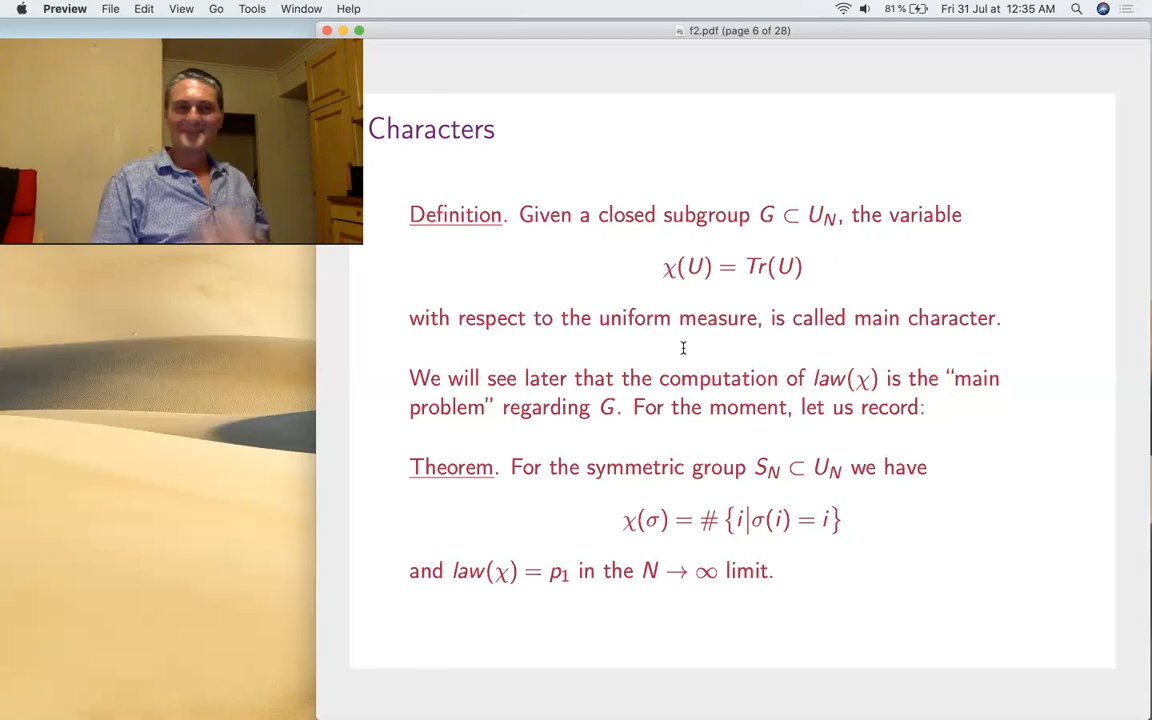 Preview File Edit View Go Tools Window Help 81 % Fri 31 Jul at 12:35 AM
f2.pdf (page 6 of 28)
Characters
Definition. Given a closed subgroup G ⊂ U_N, the variable
χ(U) = Tr(U)
with respect to the uniform measure, is called main character.
We will see later that the computation of law(χ) is the “main
problem” regarding G. For the moment, let us record:
Theorem. For the symmetric group S_N ⊂ U_N we have
χ(σ) = # {i|σ(i) = i}
and law(χ) = p_1 in the N → ∞ limit.